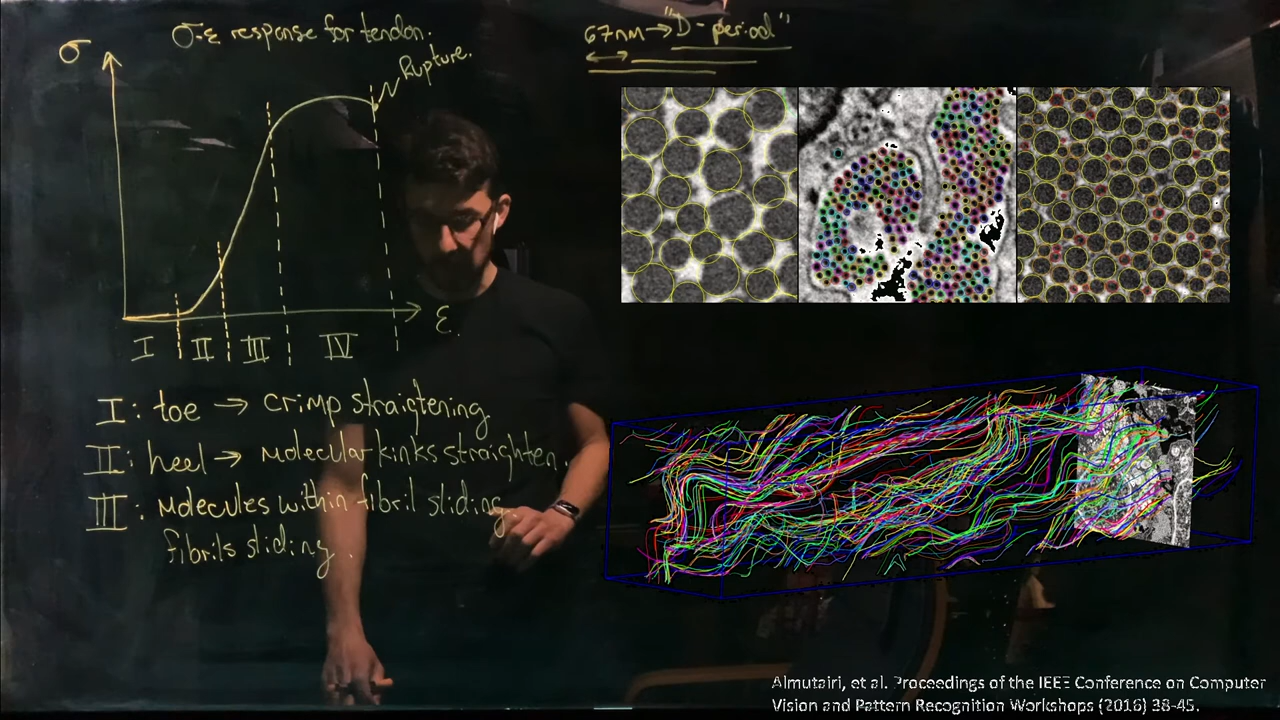 σ-ε response for tendon.
σ
Rupture.
ε.
I II III IV
I: toe → crimp straigtening.
II: heel → molecular kinks straighten.
III: Molecules within fibril sliding
fibrils sliding.
67nm → "D-period"
Almutairi, et al. Proceedings of the IEEE Conference on Computer
Vision and Pattern Recognition Workshops (2016) 38-45.